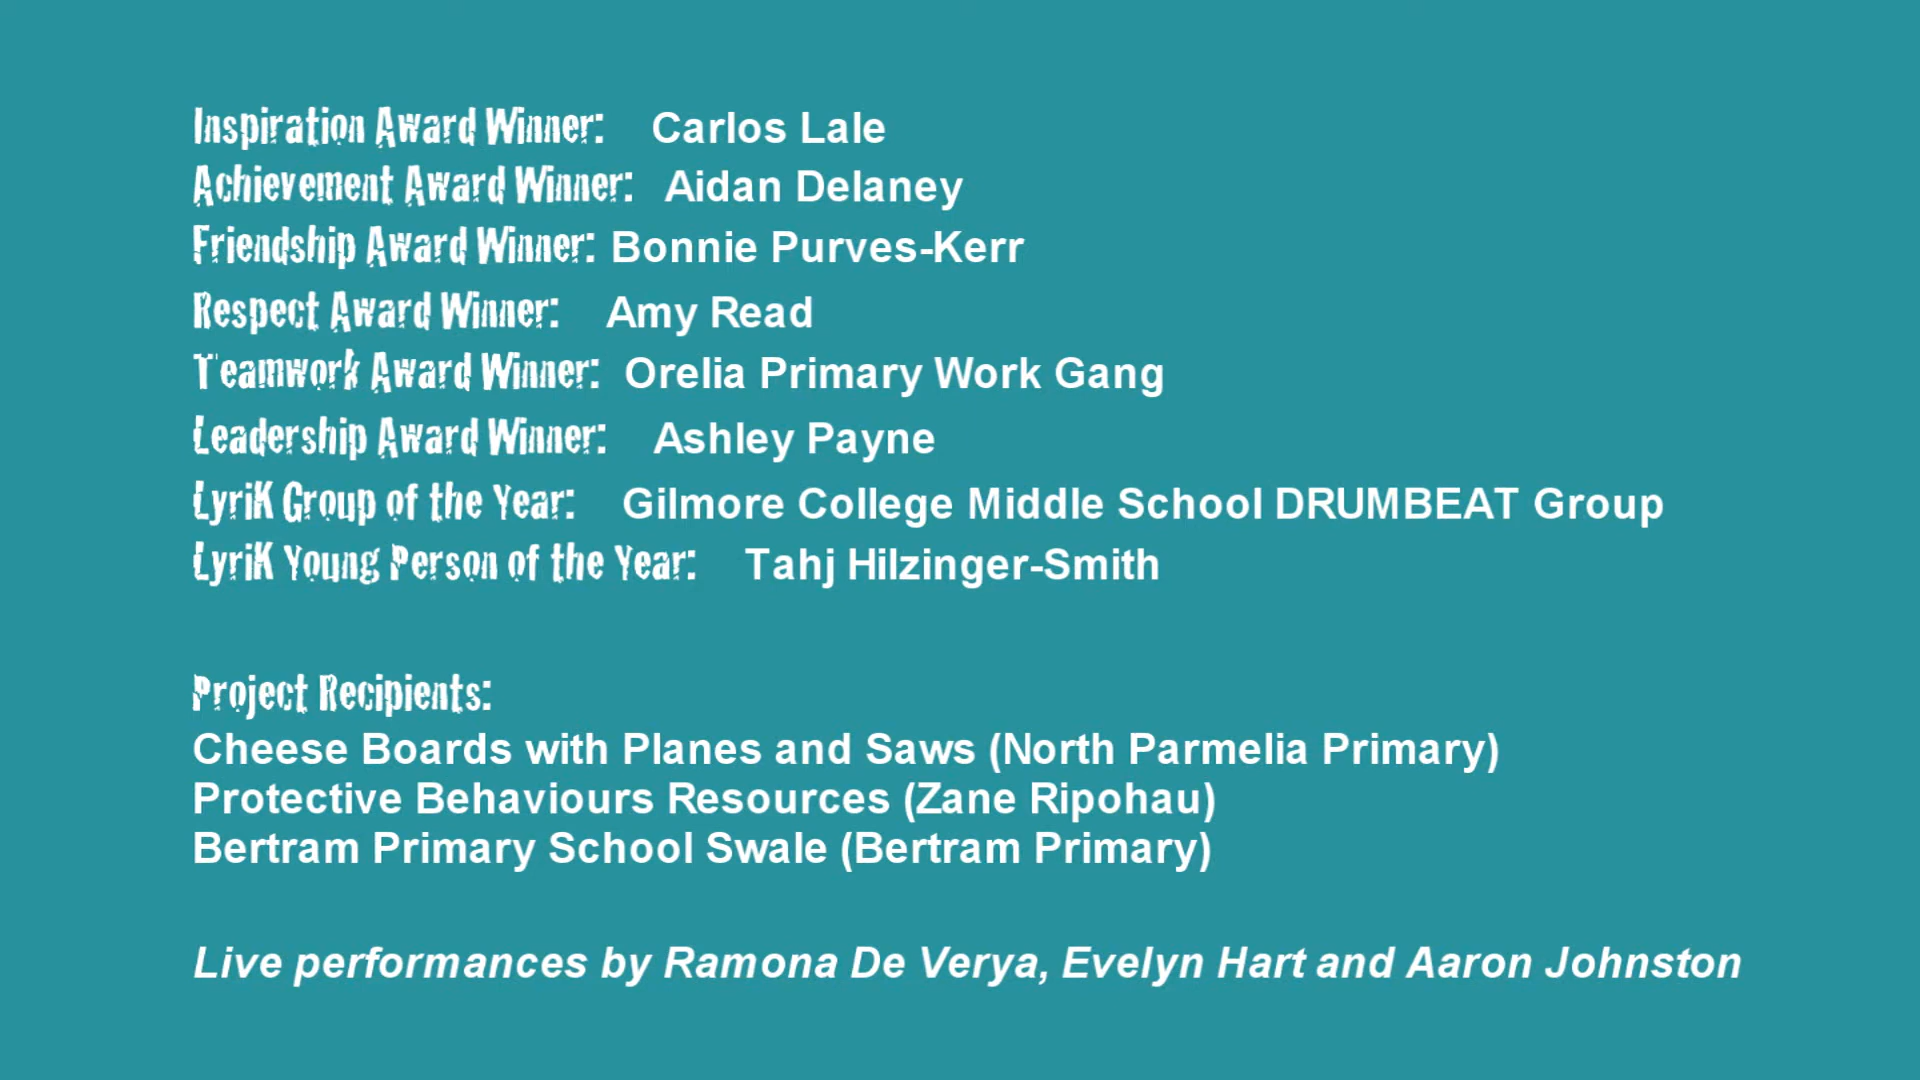 Inspiration Award Winner: Carlos Lale
Achievement Award Winner: Aidan Delaney
Friendship Award Winner: Bonnie Purves-Kerr
Respect Award Winner: Amy Read
Teamwork Award Winner: Orelia Primary Work Gang
Leadership Award Winner: Ashley Payne
LyriK Group of the Year: Gilmore College Middle School DRUMBEAT Group
LyriK Young Person of the Year: Tahj Hilzinger-Smith
Project Recipients:
Cheese Boards with Planes and Saws (North Parmelia Primary)
Protective Behaviours Resources (Zane Ripohau)
Bertram Primary School Swale (Bertram Primary)
Live performances by Ramona De Verya, Evelyn Hart and Aaron Johnston